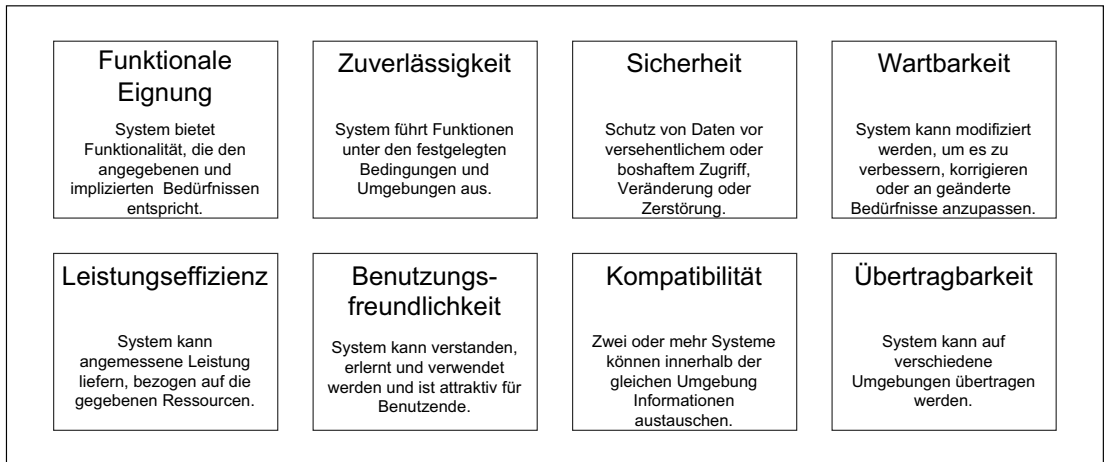 Funktionale
Eignung
System bietet
Funktionalität, die den
angegebenen und
implizierten Bedürfnissen
entspricht.
Zuverlässigkeit
System führt Funktionen
unter den festgelegten
Bedingungen und
Umgebungen aus.
Sicherheit
Schutz von Daten vor
versehentlichem oder
boshaftem Zugriff,
Veränderung oder
Zerstörung.
Wartbarkeit
System kann modifiziert
werden, um es zu
verbessern, korrigieren
oder an geänderte
Bedürfnisse anzupassen.
Leistungseffizienz
System kann
angemessene Leistung
liefern, bezogen auf die
gegebenen Ressourcen.
Benutzungs-
freundlichkeit
System kann verstanden,
erlernt und verwendet
werden und ist attraktiv für
Benutzende.
Kompatibilität
Zwei oder mehr Systeme
können innerhalb der
gleichen Umgebung
Informationen
austauschen.
Übertragbarkeit
System kann auf
verschiedene
Umgebungen übertragen
werden.